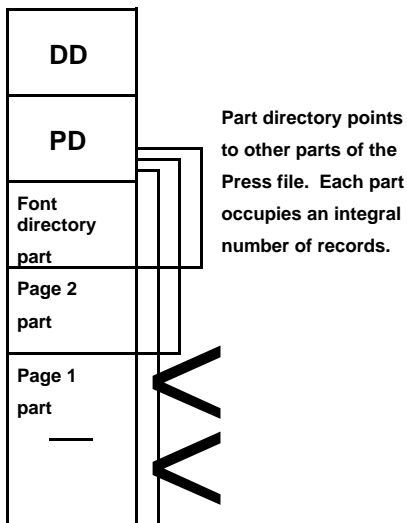 DD
PD
Font
directory
part
Page 2
part
Page 1
part
Part directory points
to other parts of the
Press file. Each part
occupies an integral
number of records.